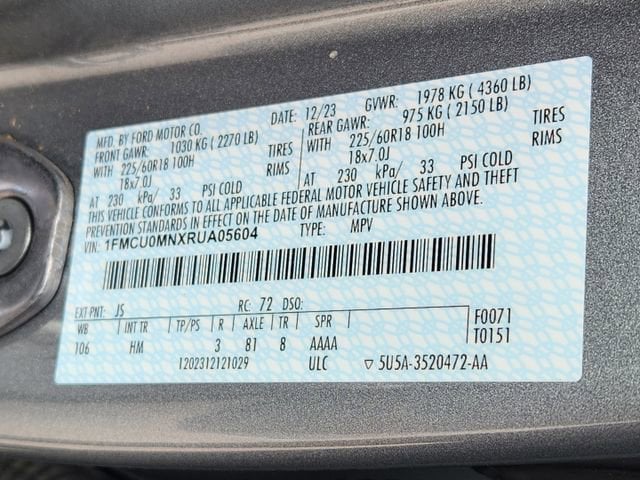 MFD. BY FORD MOTOR CO. DATE: 12/23 GVWR: 1978 KG ( 4360 LB)
FRONT GAWR: 1030 KG ( 2270 LB) REAR GAWR: 975 KG ( 2150 LB)
WITH 225/60R18 100H TIRES WITH 225/60R18 100H TIRES
18x7.0J RIMS 18x7.0J RIMS
AT 230 kPa/ 33 PSI COLD AT 230 kPa/ 33 PSI COLD
THIS VEHICLE CONFORMS TO ALL APPLICABLE FEDERAL MOTOR VEHICLE SAFETY AND THEFT
PREVENTION STANDARDS IN EFFECT ON THE DATE OF MANUFACTURE SHOWN ABOVE.
VIN: 1FMCU0MNXRUA05604 TYPE: MPV
EXT PNT: JS RC: 72 DSO: F0071
WB INT TR TP/PS R AXLE TR SPR T0151
106 HM 3 81 8 AAAA
1202312121029 ULC ▽ 5U5A-3520472-AA